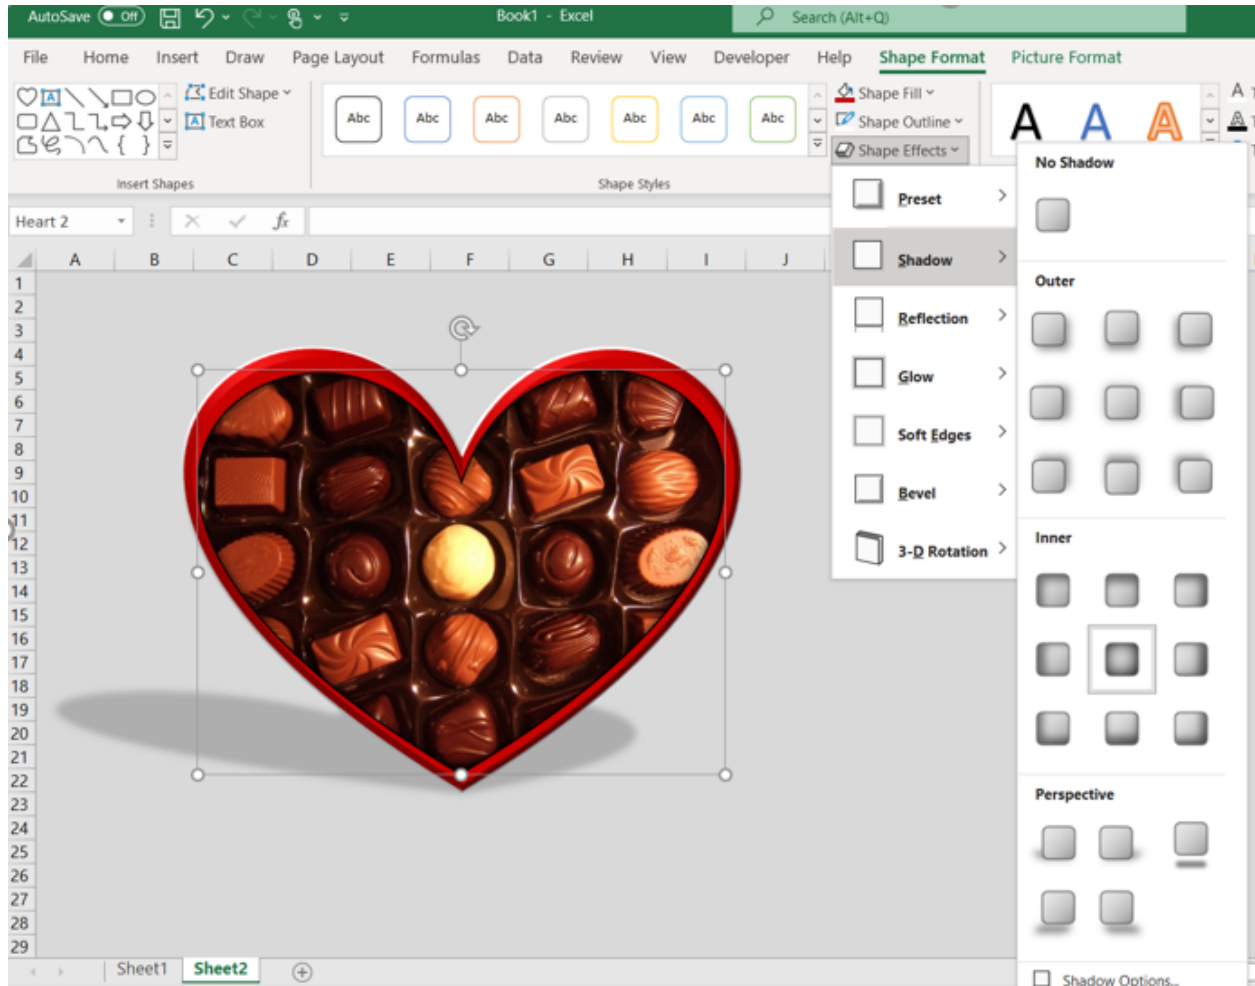 AutoSave Off Book1 - Excel Search (Alt+Q)
File Home Insert Draw Page Layout Formulas Data Review View Developer Help Shape Format Picture Format
Edit Shape
Text Box
Insert Shapes
Abc Abc Abc Abc Abc Abc Abc
Shape Styles
Shape Fill
Shape Outline
Shape Effects
A A A
A
A
Heart 2 fx
A B C D E F G H I J
1
2
3
4
5
6
7
8
9
10
11
12
13
14
15
16
17
18
19
20
21
22
23
24
25
26
27
28
29
Preset
Shadow
Reflection
Glow
Soft Edges
Bevel
3-D Rotation
No Shadow
Outer
Inner
Perspective
Shadow Options...
Sheet1 Sheet2